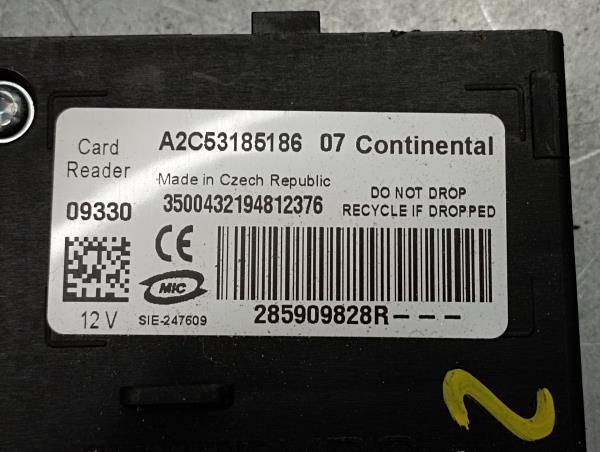 Card Reader
A2C53185186 07 Continental
Made in Czech Republic
09330
3500432194812376
DO NOT DROP
RECYCLE IF DROPPED
CE
MIC
12 V
SIE-247609
285909828R---
2